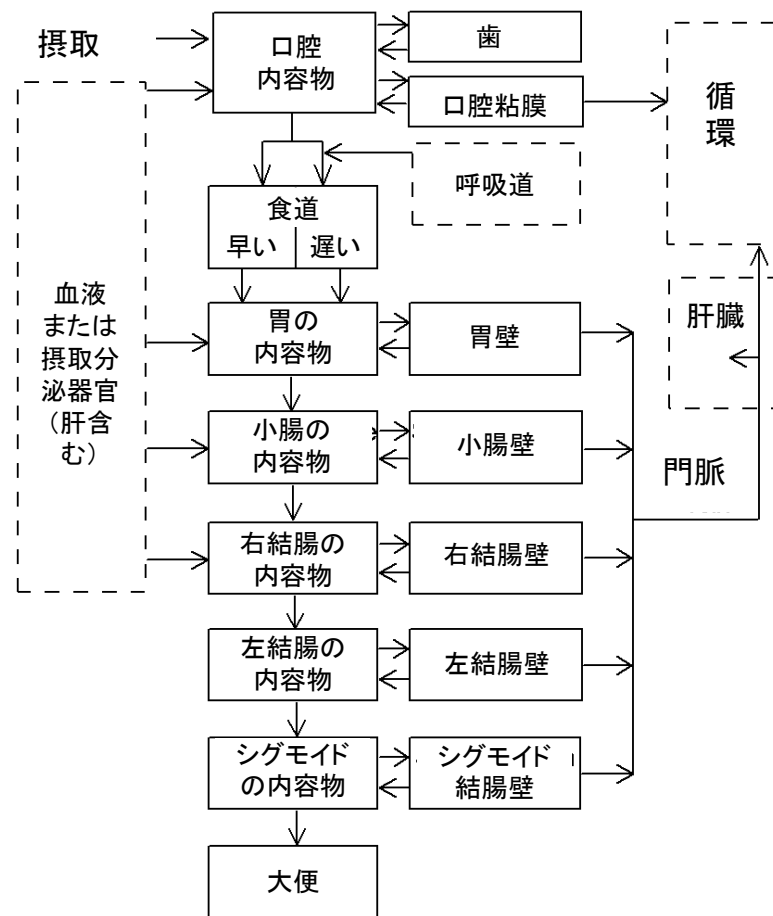 摂取
口腔
内容物
歯
口腔粘膜
循
環
呼吸道
食道
早い
遅い
血液
または
摂取分
泌器官
（肝含
む）
胃の
内容物
胃壁
肝臓
小腸の
内容物
小腸壁
門脈
右結腸の
内容物
右結腸壁
左結腸の
内容物
左結腸壁
シグモイド
の内容物
シグモイド
結腸壁
大便